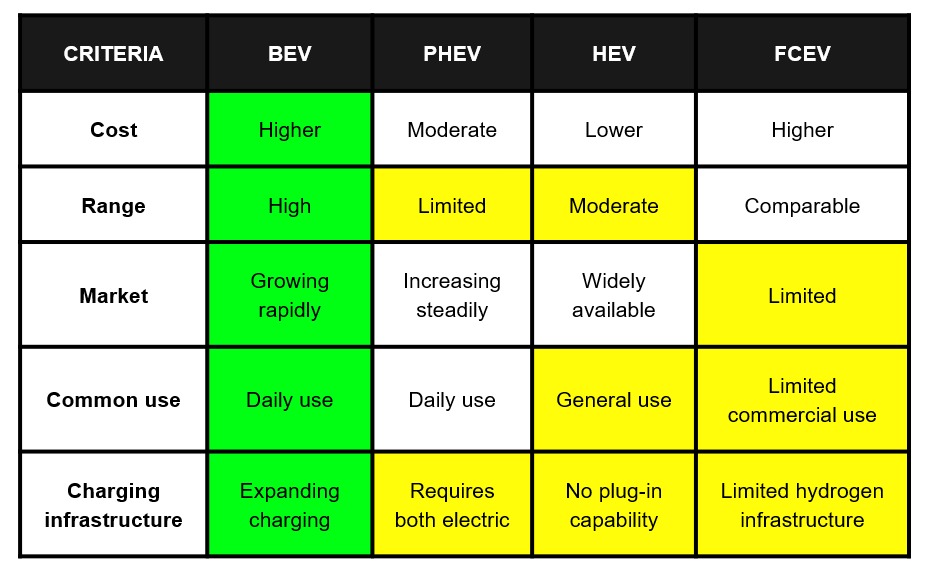 CRITERIA BEV PHEV HEV FCEV
Cost Higher Moderate Lower Higher
Range High Limited Moderate Comparable
Market
Growing
rapidly
Increasing
steadily
Widely
available
Limited
Common use
Daily use
Daily use
General use
Limited
commercial use
Charging
infrastructure
Expanding
charging
Requires
both electric
No plug-in
capability
Limited hydrogen
infrastructure